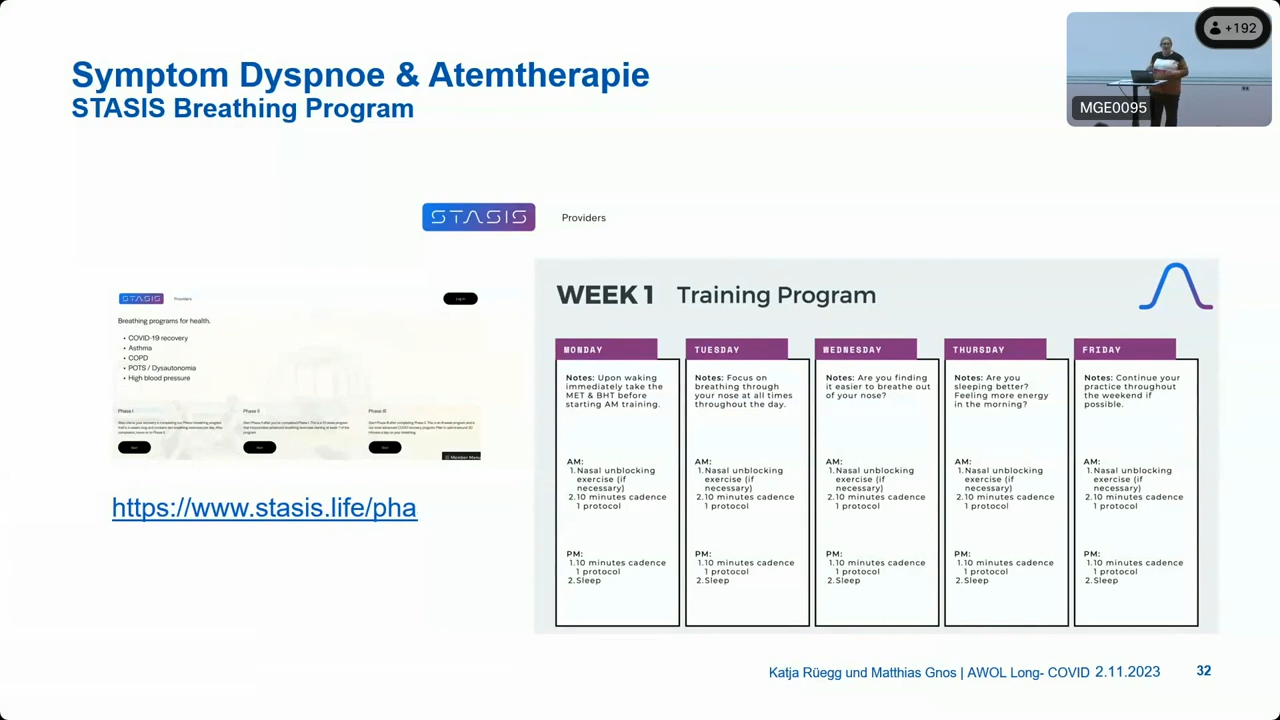 Symptom Dyspnoe & Atemtherapie
STASIS Breathing Program
+192
MGE0095
STASIS
Providers
STASIS
Providers
Log In
Breathing programs for health.
• COVID-19 recovery
• Asthma
• COPD
• POTS / Dysautonomia
• High blood pressure
Phase I
Phase II
Phase III
Start
Start
Start
Member Menu
https://www.stasis.life/pha
WEEK 1 Training Program
MONDAY
Notes: Upon waking
immediately take the
MET & BHT before
starting AM training.
AM:
1.Nasal unblocking
exercise (if
necessary)
2.10 minutes cadence
1 protocol
PM:
1.10 minutes cadence
1 protocol
2.Sleep
TUESDAY
Notes: Focus on
breathing through
your nose at all times
throughout the day.
AM:
1.Nasal unblocking
exercise (if
necessary)
2.10 minutes cadence
1 protocol
PM:
1.10 minutes cadence
1 protocol
2.Sleep
WEDNESDAY
Notes: Are you finding
it easier to breathe out
of your nose?
AM:
1.Nasal unblocking
exercise (if
necessary)
2.10 minutes cadence
1 protocol
PM:
1.10 minutes cadence
1 protocol
2.Sleep
THURSDAY
Notes: Are you
sleeping better?
Feeling more energy
in the morning?
AM:
1.Nasal unblocking
exercise (if
necessary)
2.10 minutes cadence
1 protocol
PM:
1.10 minutes cadence
1 protocol
2.Sleep
FRIDAY
Notes: Continue your
practice throughout
the weekend if
possible.
AM:
1.Nasal unblocking
exercise (if
necessary)
2.10 minutes cadence
1 protocol
PM:
1.10 minutes cadence
1 protocol
2.Sleep
Katja Rüegg und Matthias Gnos | AWOL Long- COVID 2.11.2023
32